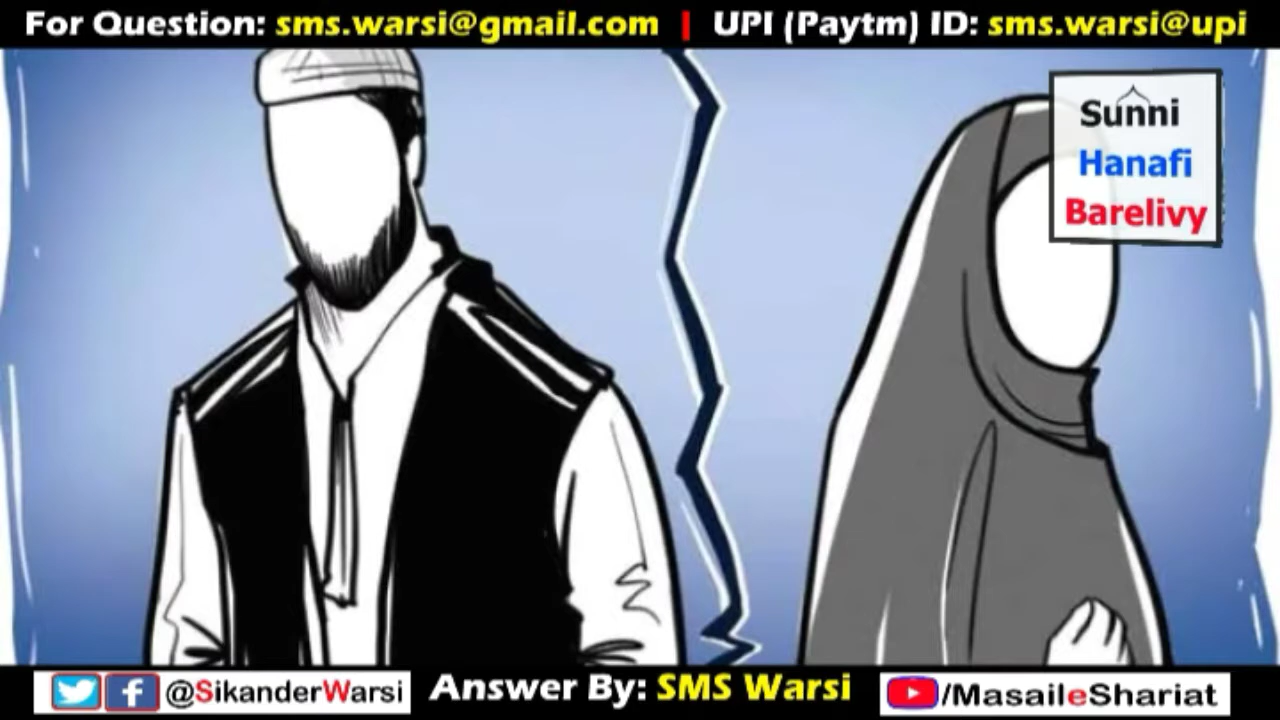 For Question: sms.warsi@gmail.com | UPI (Paytm) ID: sms.warsi@upi
Sunni
Hanafi
Barelivy
@SikanderWarsi
Answer By: SMS Warsi
/MasaileShariat